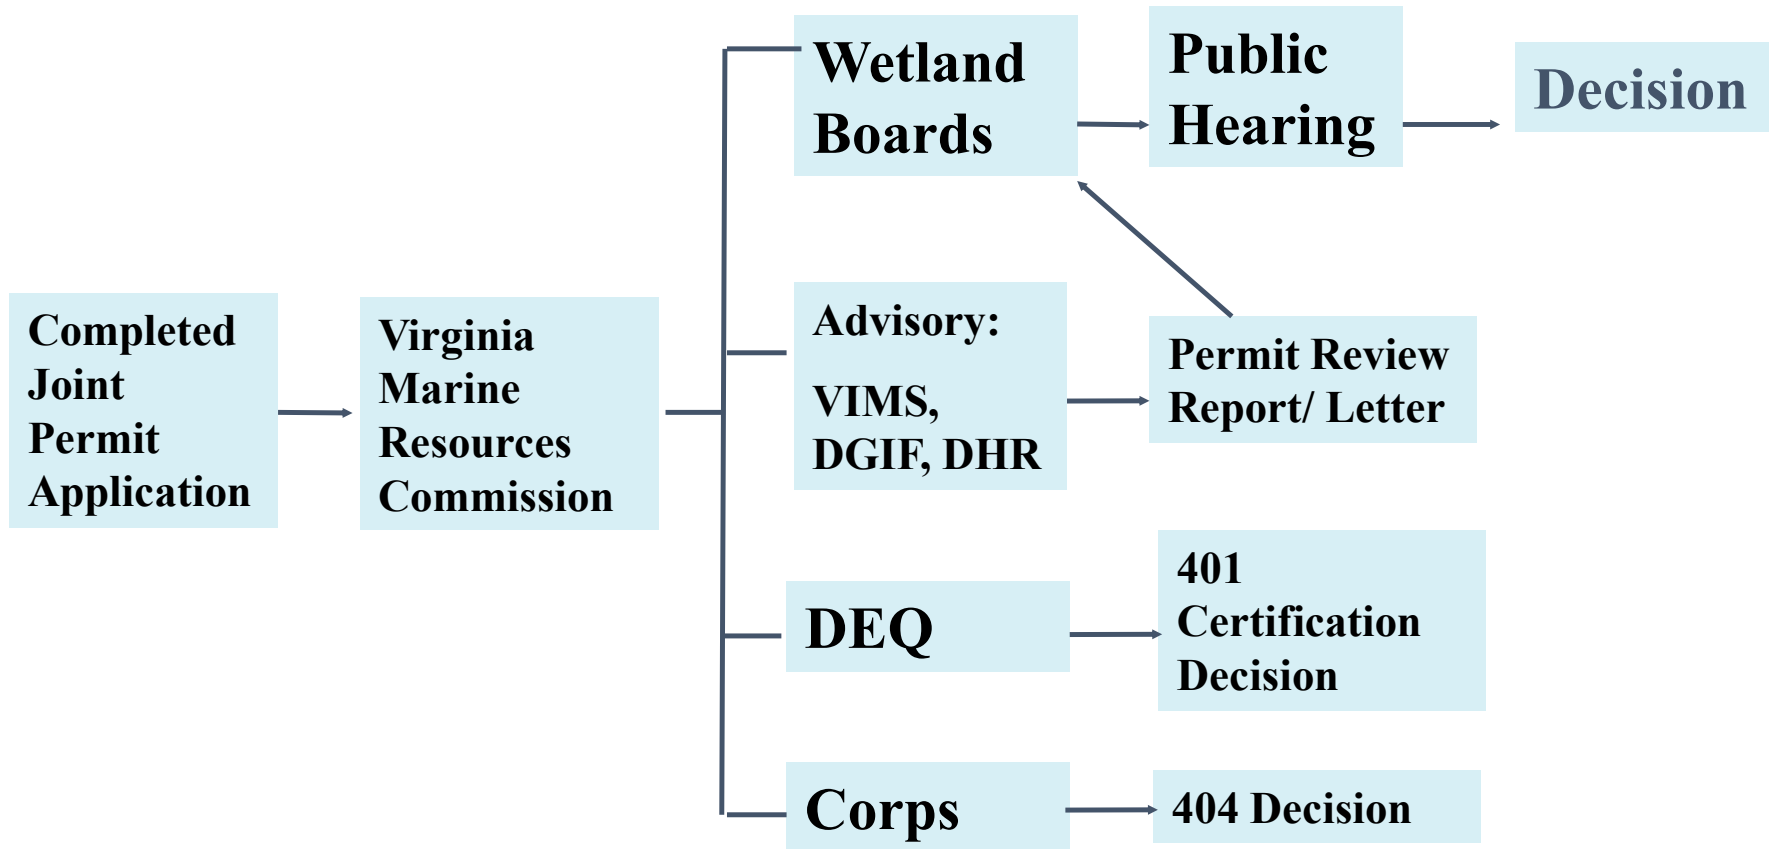 Completed
Joint
Permit
Application
Virginia
Marine
Resources
Commission
Wetland
Boards
Public
Hearing
Decision
Advisory:
VIMS,
DGIF, DHR
Permit Review
Report/ Letter
DEQ
401
Certification
Decision
Corps
404 Decision